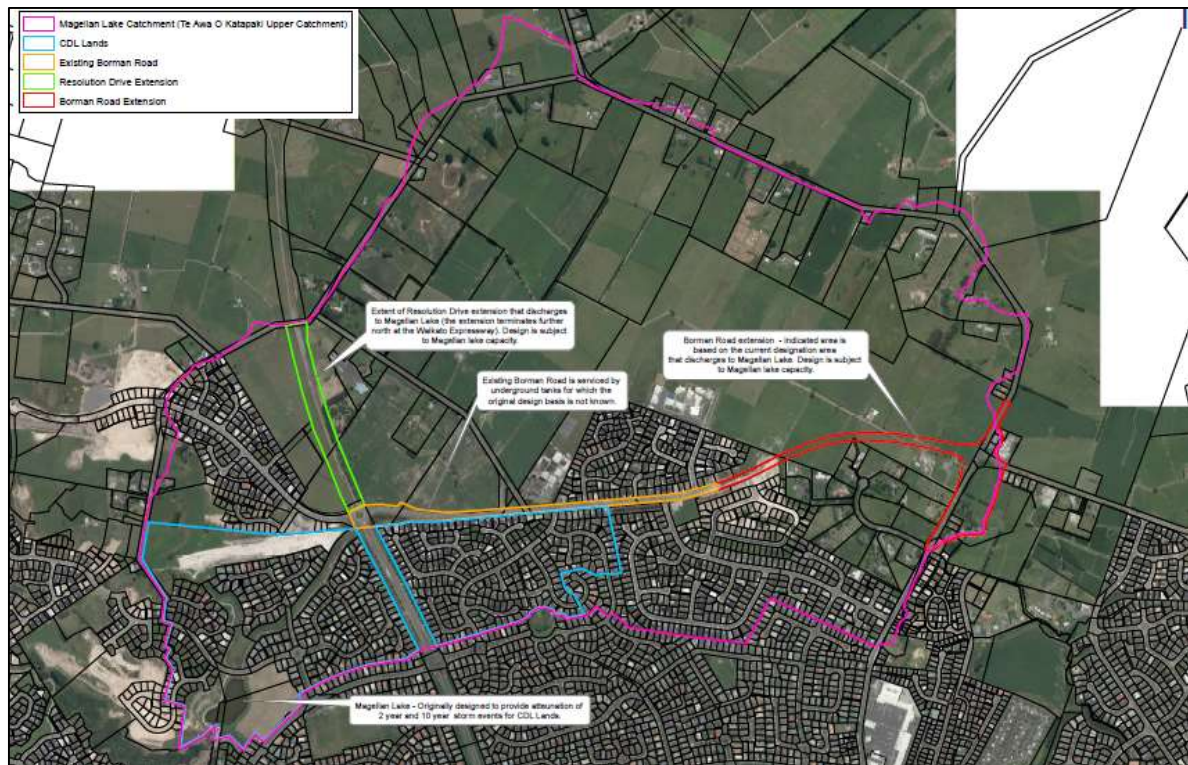 Magellan Lake Catchment (Te Awa O Katapaki Upper Catchment)
CDL Lands
Existing Borman Road
Resolution Drive Extension
Borman Road Extension
Extent of Resolution Drive extension that discharges
to Magellan Lake (the extension terminates further
north at the Waikato Expressway). Design is subject
to Magellan lake capacity.
Borman Road extension - indicated area is
based on the current designation area
that discharges to Magellan Lake. Design is subject
to Magellan lake capacity.
Existing Borman Road is serviced by
underground tanks for which the
original design basis is not known.
Magellan Lake - Originally designed to provide attenuation of
2 year and 10 year storm events for CDL Lands.